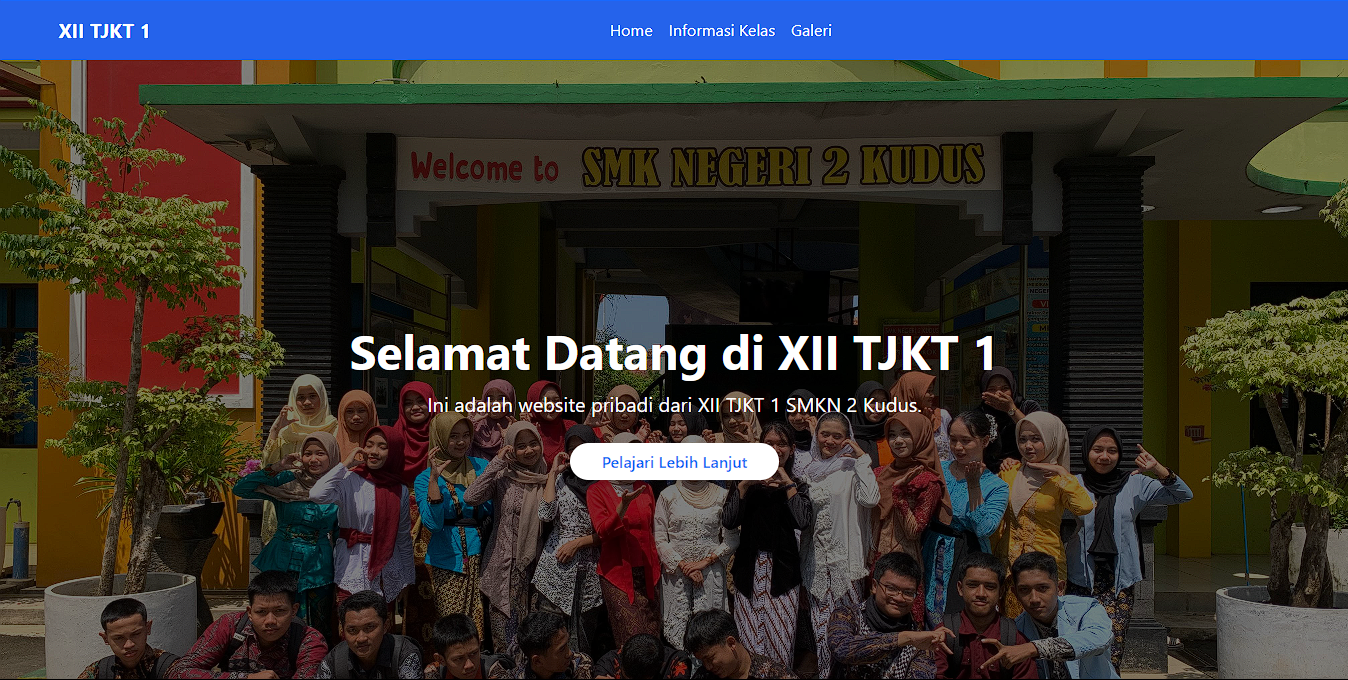 XII TJKT 1
Home Informasi Kelas Galeri
Welcome to SMK NEGERI 2 KUDUS
Selamat Datang di XII TJKT 1
Ini adalah website pribadi dari XII TJKT 1 SMKN 2 Kudus.
Pelajari Lebih Lanjut